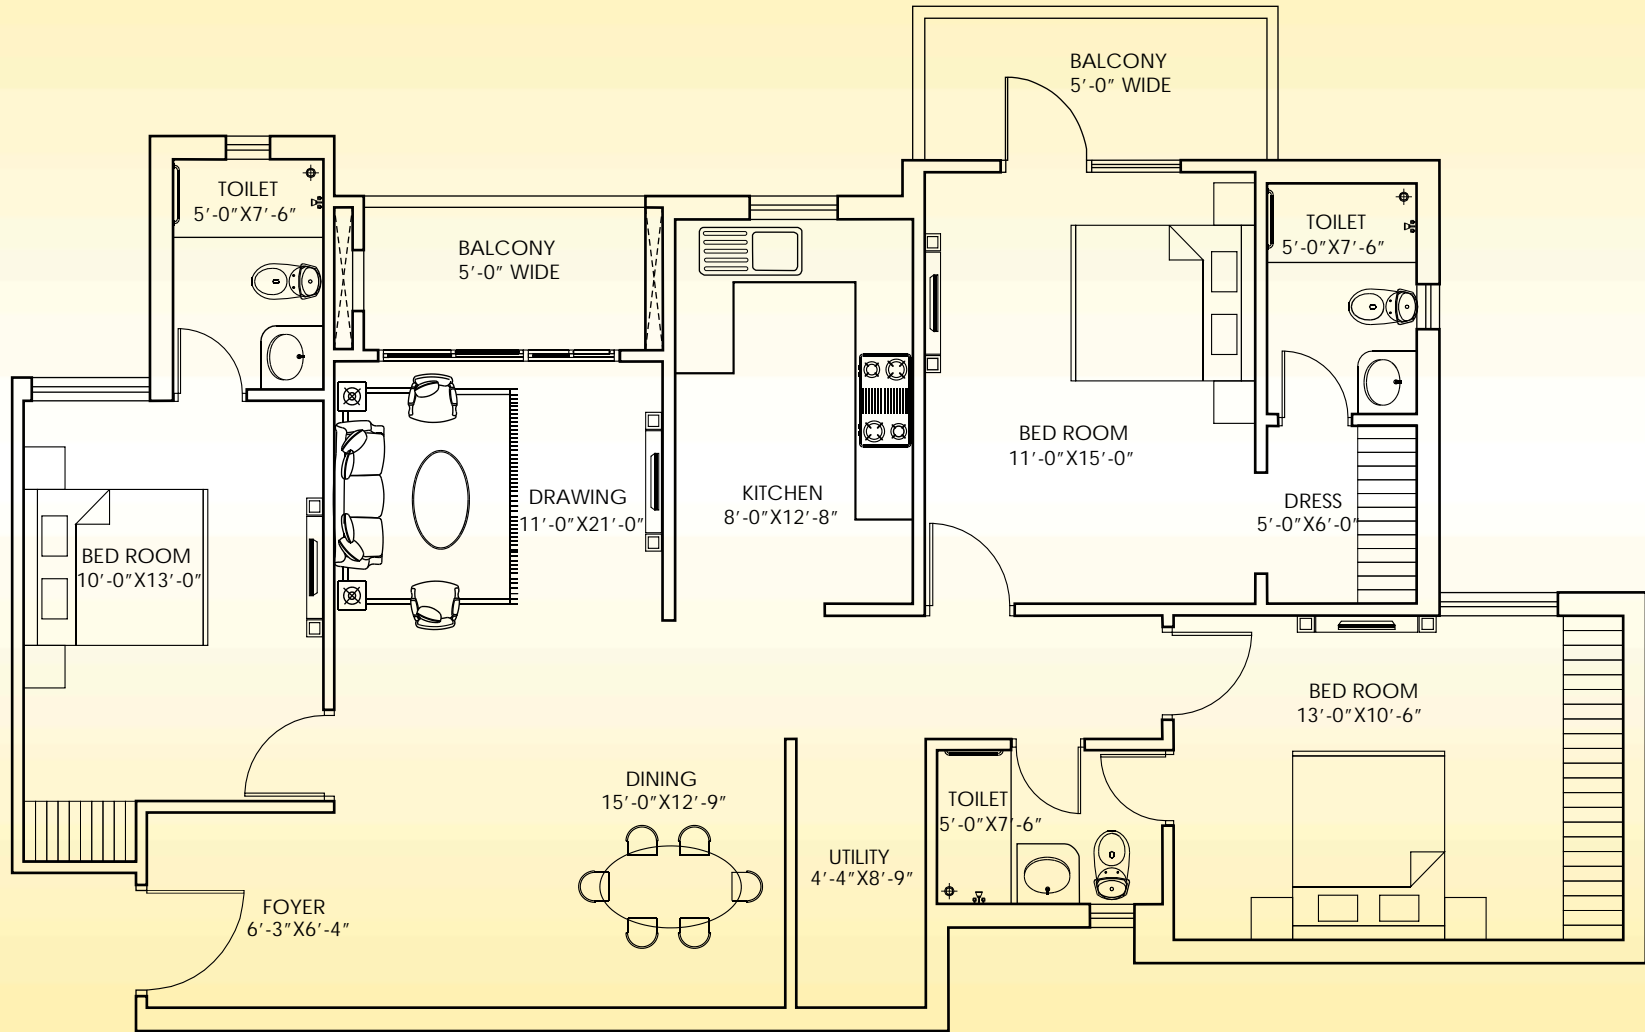 BALCONY
5'-0" WIDE
TOILET
5'-0"X7'-6"
BALCONY
5'-0" WIDE
TOILET
5'-0"X7'-6"
BED ROOM
11'-0"X15'-0"
DRAWING
11'-0"X21'-0"
KITCHEN
8'-0"X12'-8"
DRESS
5'-0"X6'-0"
BED ROOM
10'-0"X13'-0"
BED ROOM
13'-0"X10'-6"
DINING
15'-0"X12'-9"
TOILET
5'-0"X7'-6"
UTILITY
4'-4"X8'-9"
FOYER
6'-3"X6'-4"